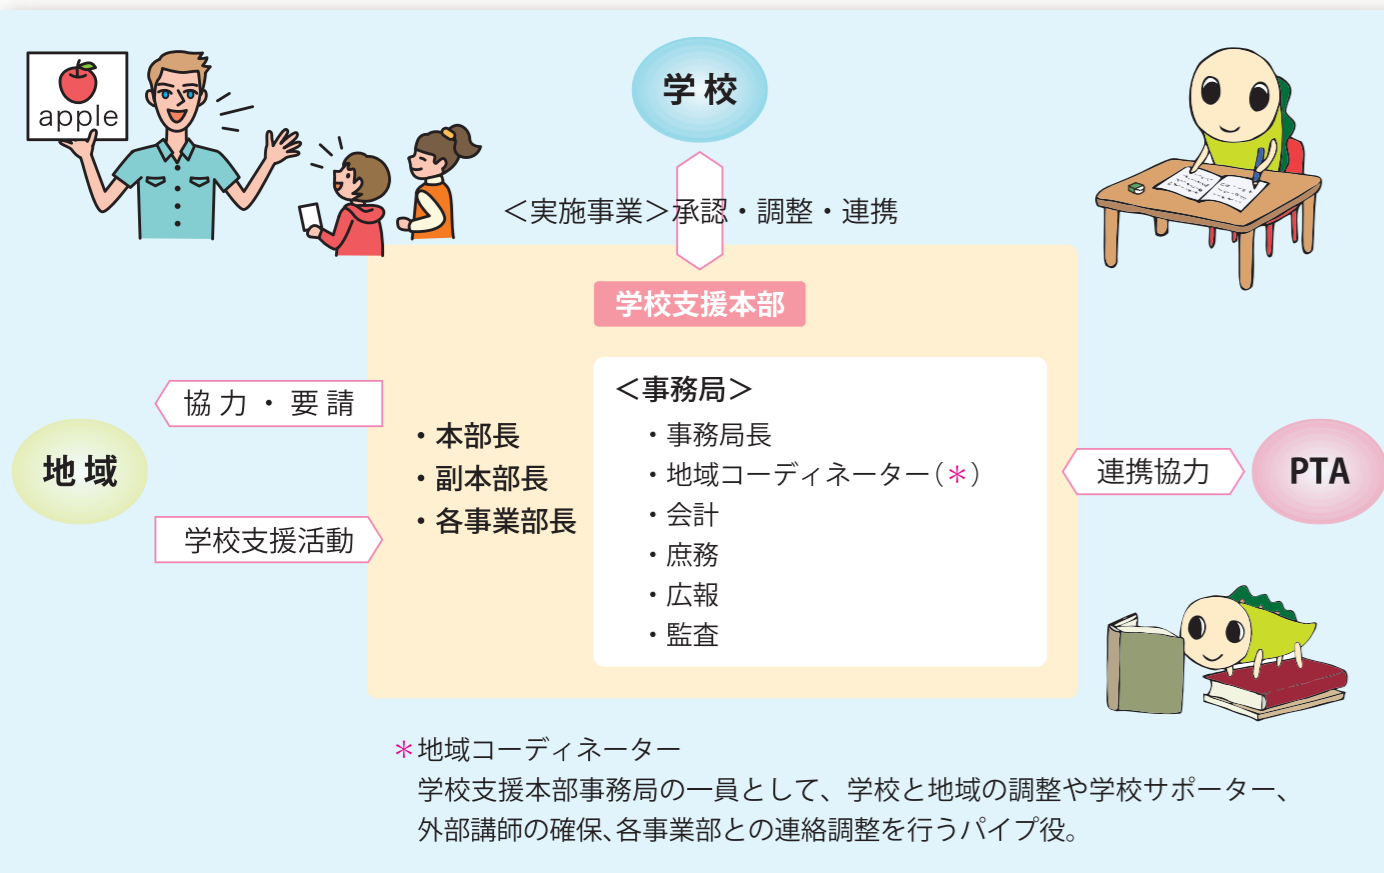 apple
学校
＜実施事業＞承認・調整・連携
学校支援本部
協力・要請
地域
学校支援活動
・本部長
・副本部長
・各事業部長
＜事務局＞
・事務局長
・地域コーディネーター（＊）
・会計
・庶務
・広報
・監査
連携協力
PTA
＊地域コーディネーター
学校支援本部事務局の一員として、学校と地域の調整や学校サポーター、
外部講師の確保、各事業部との連絡調整を行うパイプ役。